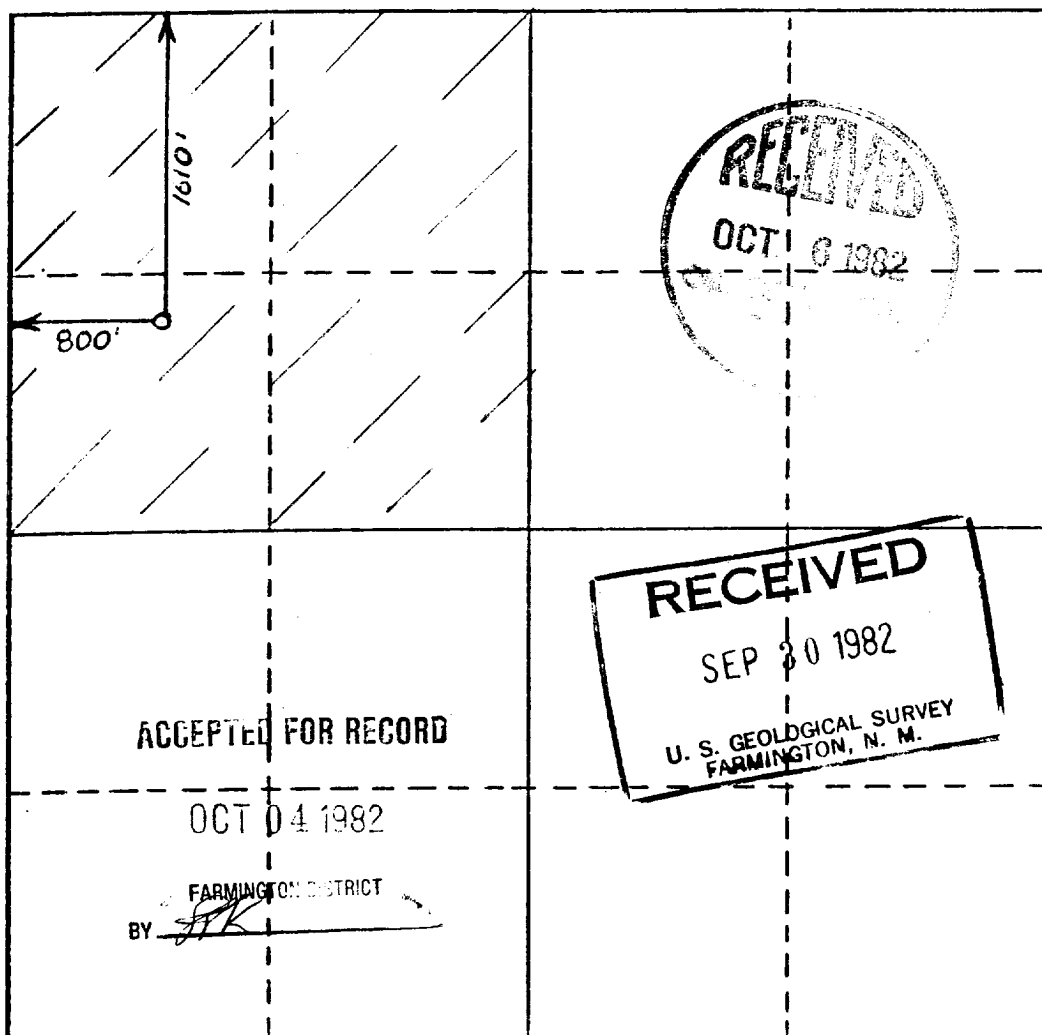 1610'
800'
RECEIVED
OCT 6 1982
RECEIVED
SEP 30 1982
U. S. GEOLOGICAL SURVEY
FARMINGTON, N. M.
ACCEPTED FOR RECORD
OCT 04 1982
FARMINGTON DISTRICT
BY